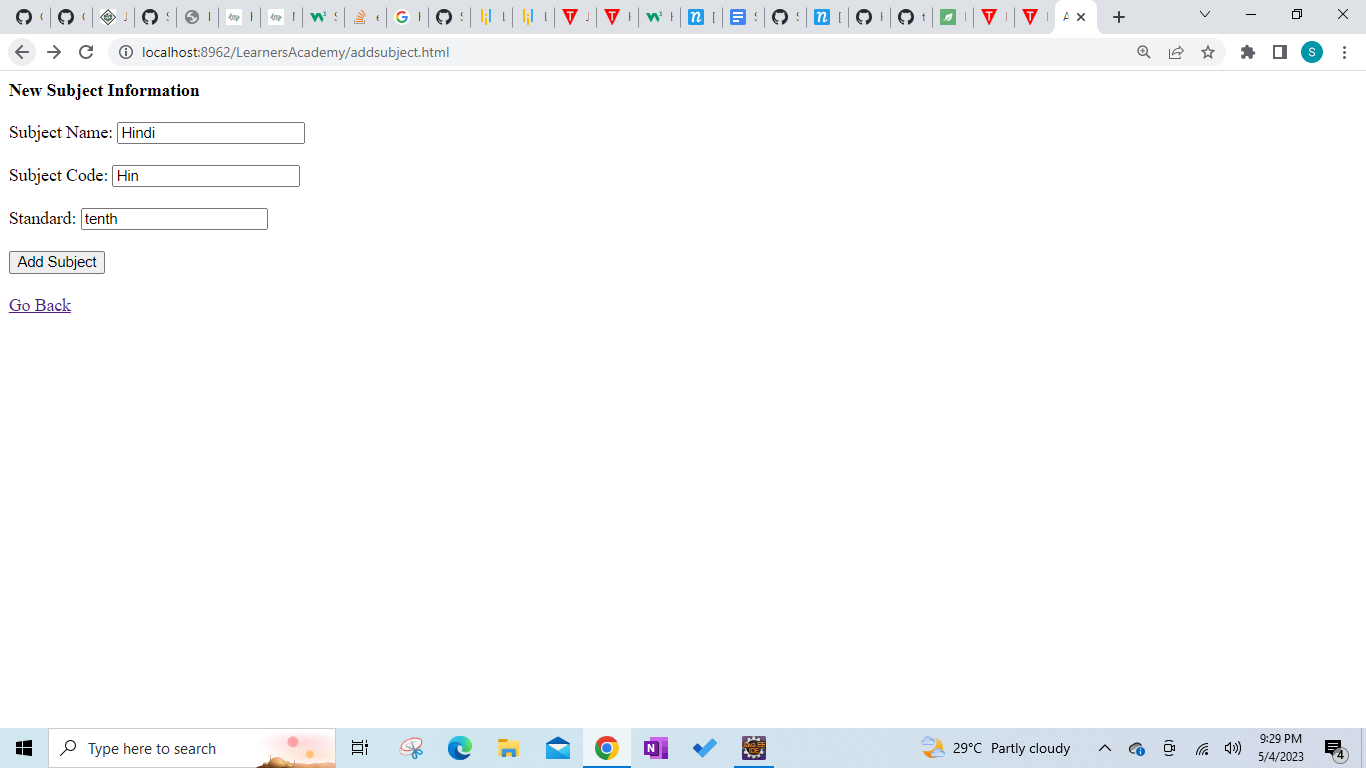 localhost:8962/LearnersAcademy/addsubject.html
S
New Subject Information
Subject Name: Hindi
Subject Code: Hin
Standard: tenth
Add Subject
Go Back
Type here to search
29°C Partly cloudy
9:29 PM
5/4/2023
4